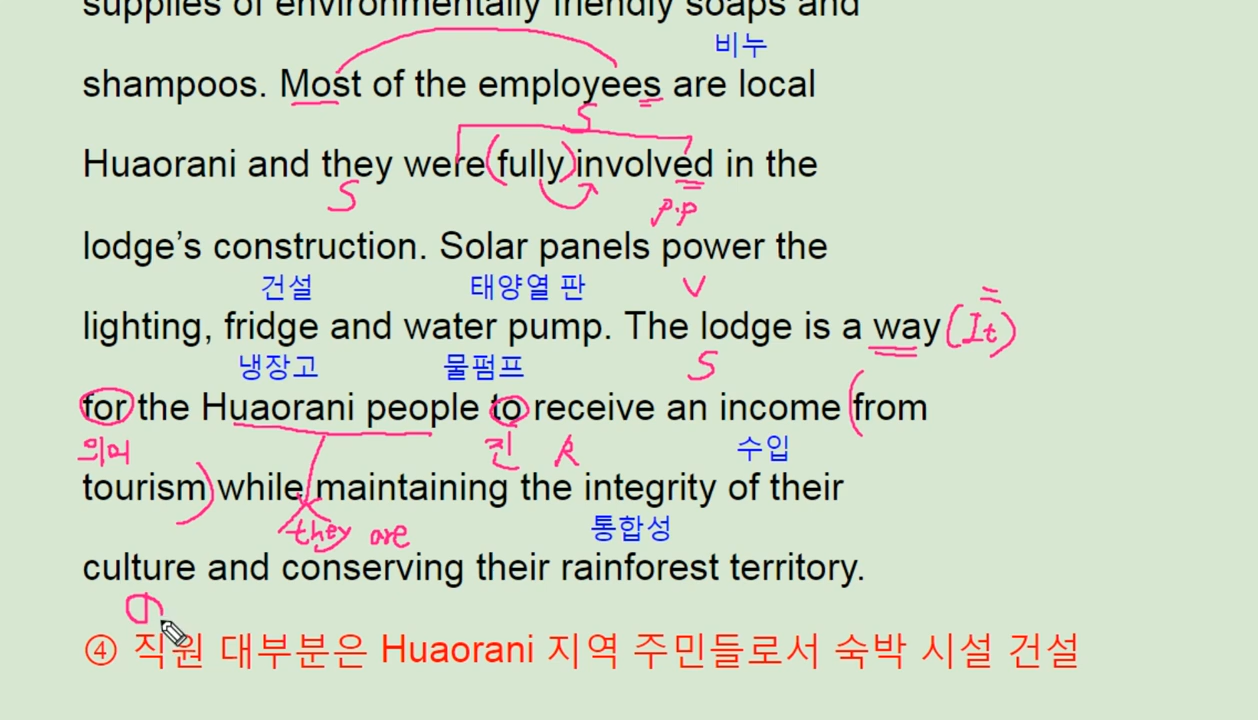 supplies of environmentally friendly soaps and
비누
shampoos. Most of the employees are local
S
Huaorani and they were (fully) involved in the
S p.p
lodge's construction. Solar panels power the
건설 태양열 판 V
lighting, fridge and water pump. The lodge is a way (It)
냉장고 물펌프 S
for the Huaorani people to receive an income (from
의미 진 R 수입
tourism) while maintaining the integrity of their
they are 통합성
culture and conserving their rainforest territory.
④ 직원 대부분은 Huaorani 지역 주민들로서 숙박 시설 건설